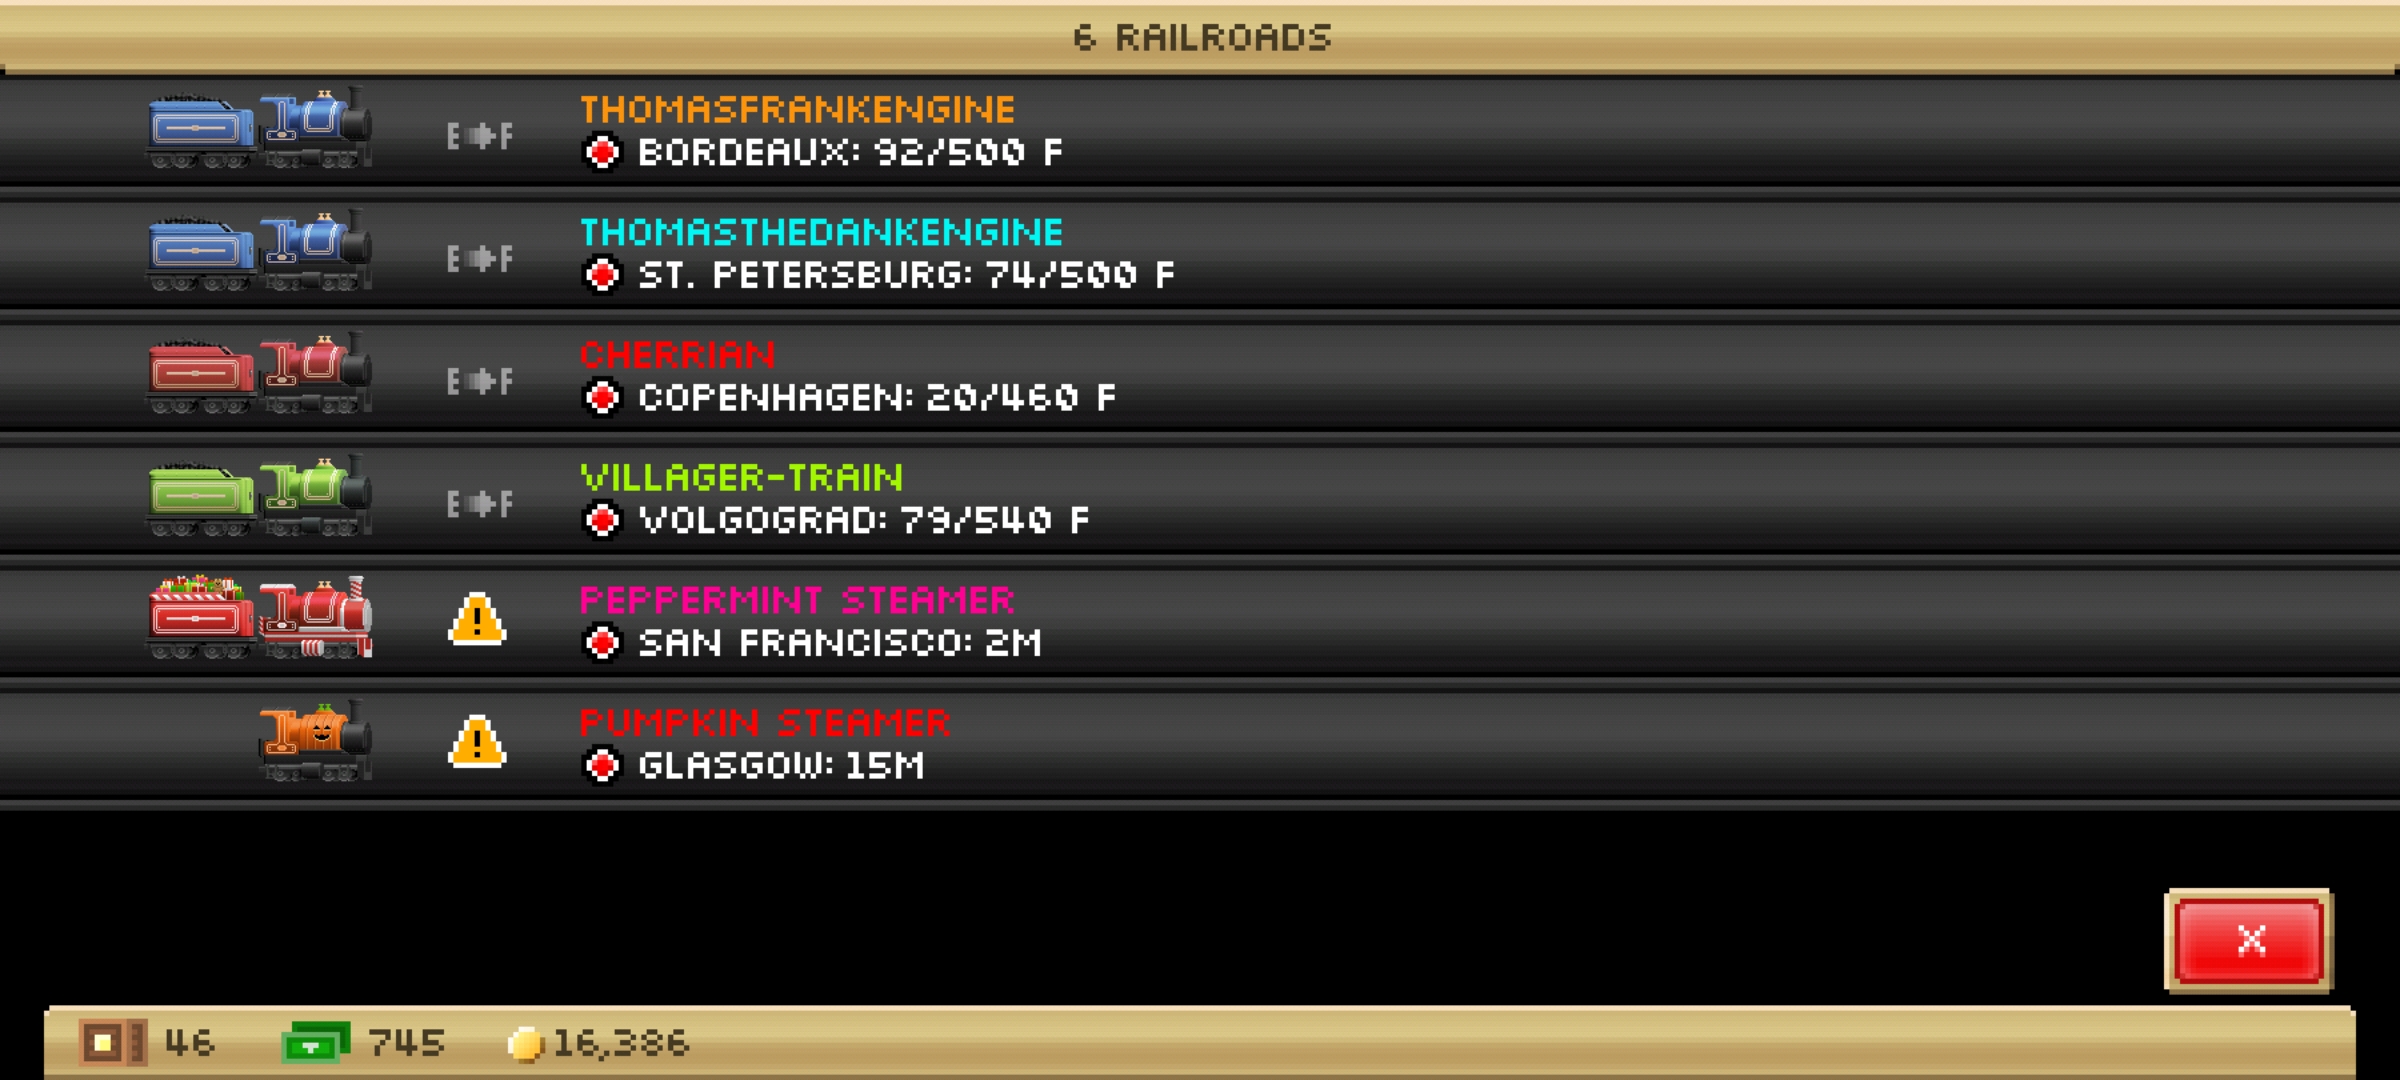 6 RAILROADS
E F
THOMASFRANKENGINE
BORDEAUX: 92/500 F
E F
THOMASTHEDANKENGINE
ST. PETERSBURG: 74/500 F
E F
CHERRIAN
COPENHAGEN: 20/460 F
E F
VILLAGER-TRAIN
VOLGOGRAD: 79/540 F
!
PEPPERMINT STEAMER
SAN FRANCISCO: 2M
!
PUMPKIN STEAMER
GLASGOW: 15M
X
46 745 16,386